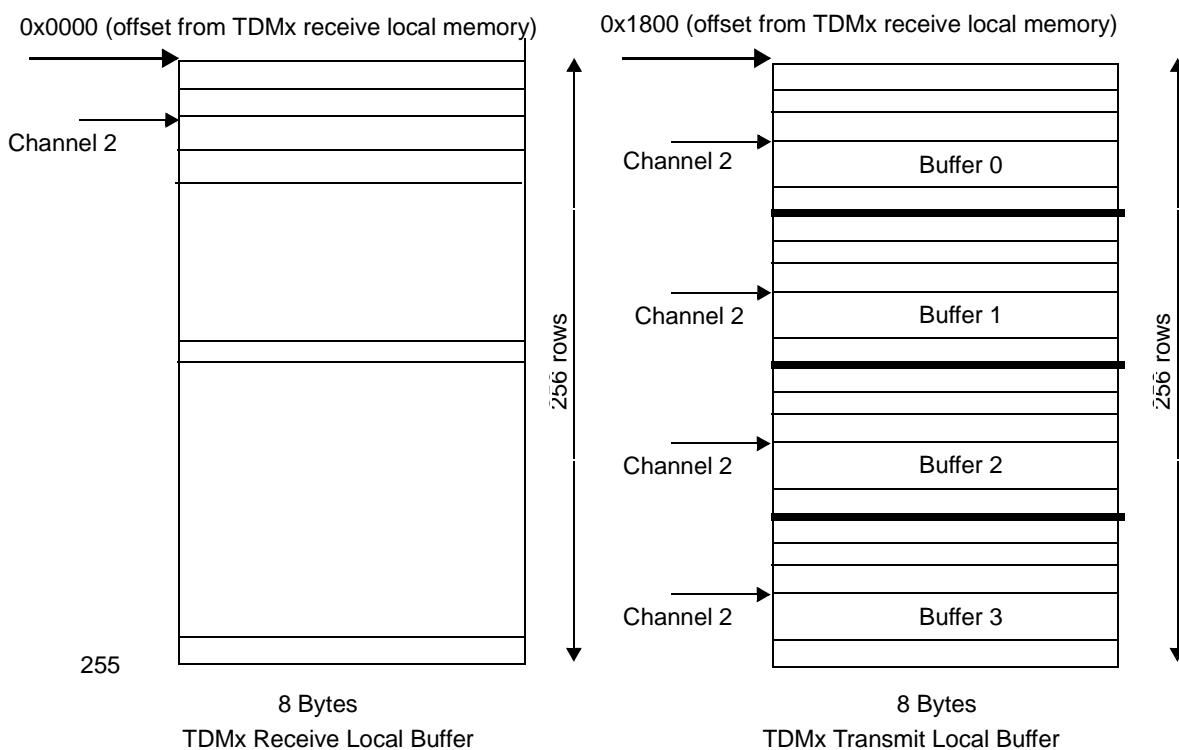 0x0000 (offset from TDMx receive local memory)
Channel 2
255
256 rows
8 Bytes
TDMx Receive Local Buffer
0x1800 (offset from TDMx receive local memory)
Channel 2
Buffer 0
Channel 2
Buffer 1
Channel 2
Buffer 2
Channel 2
Buffer 3
256 rows
8 Bytes
TDMx Transmit Local Buffer